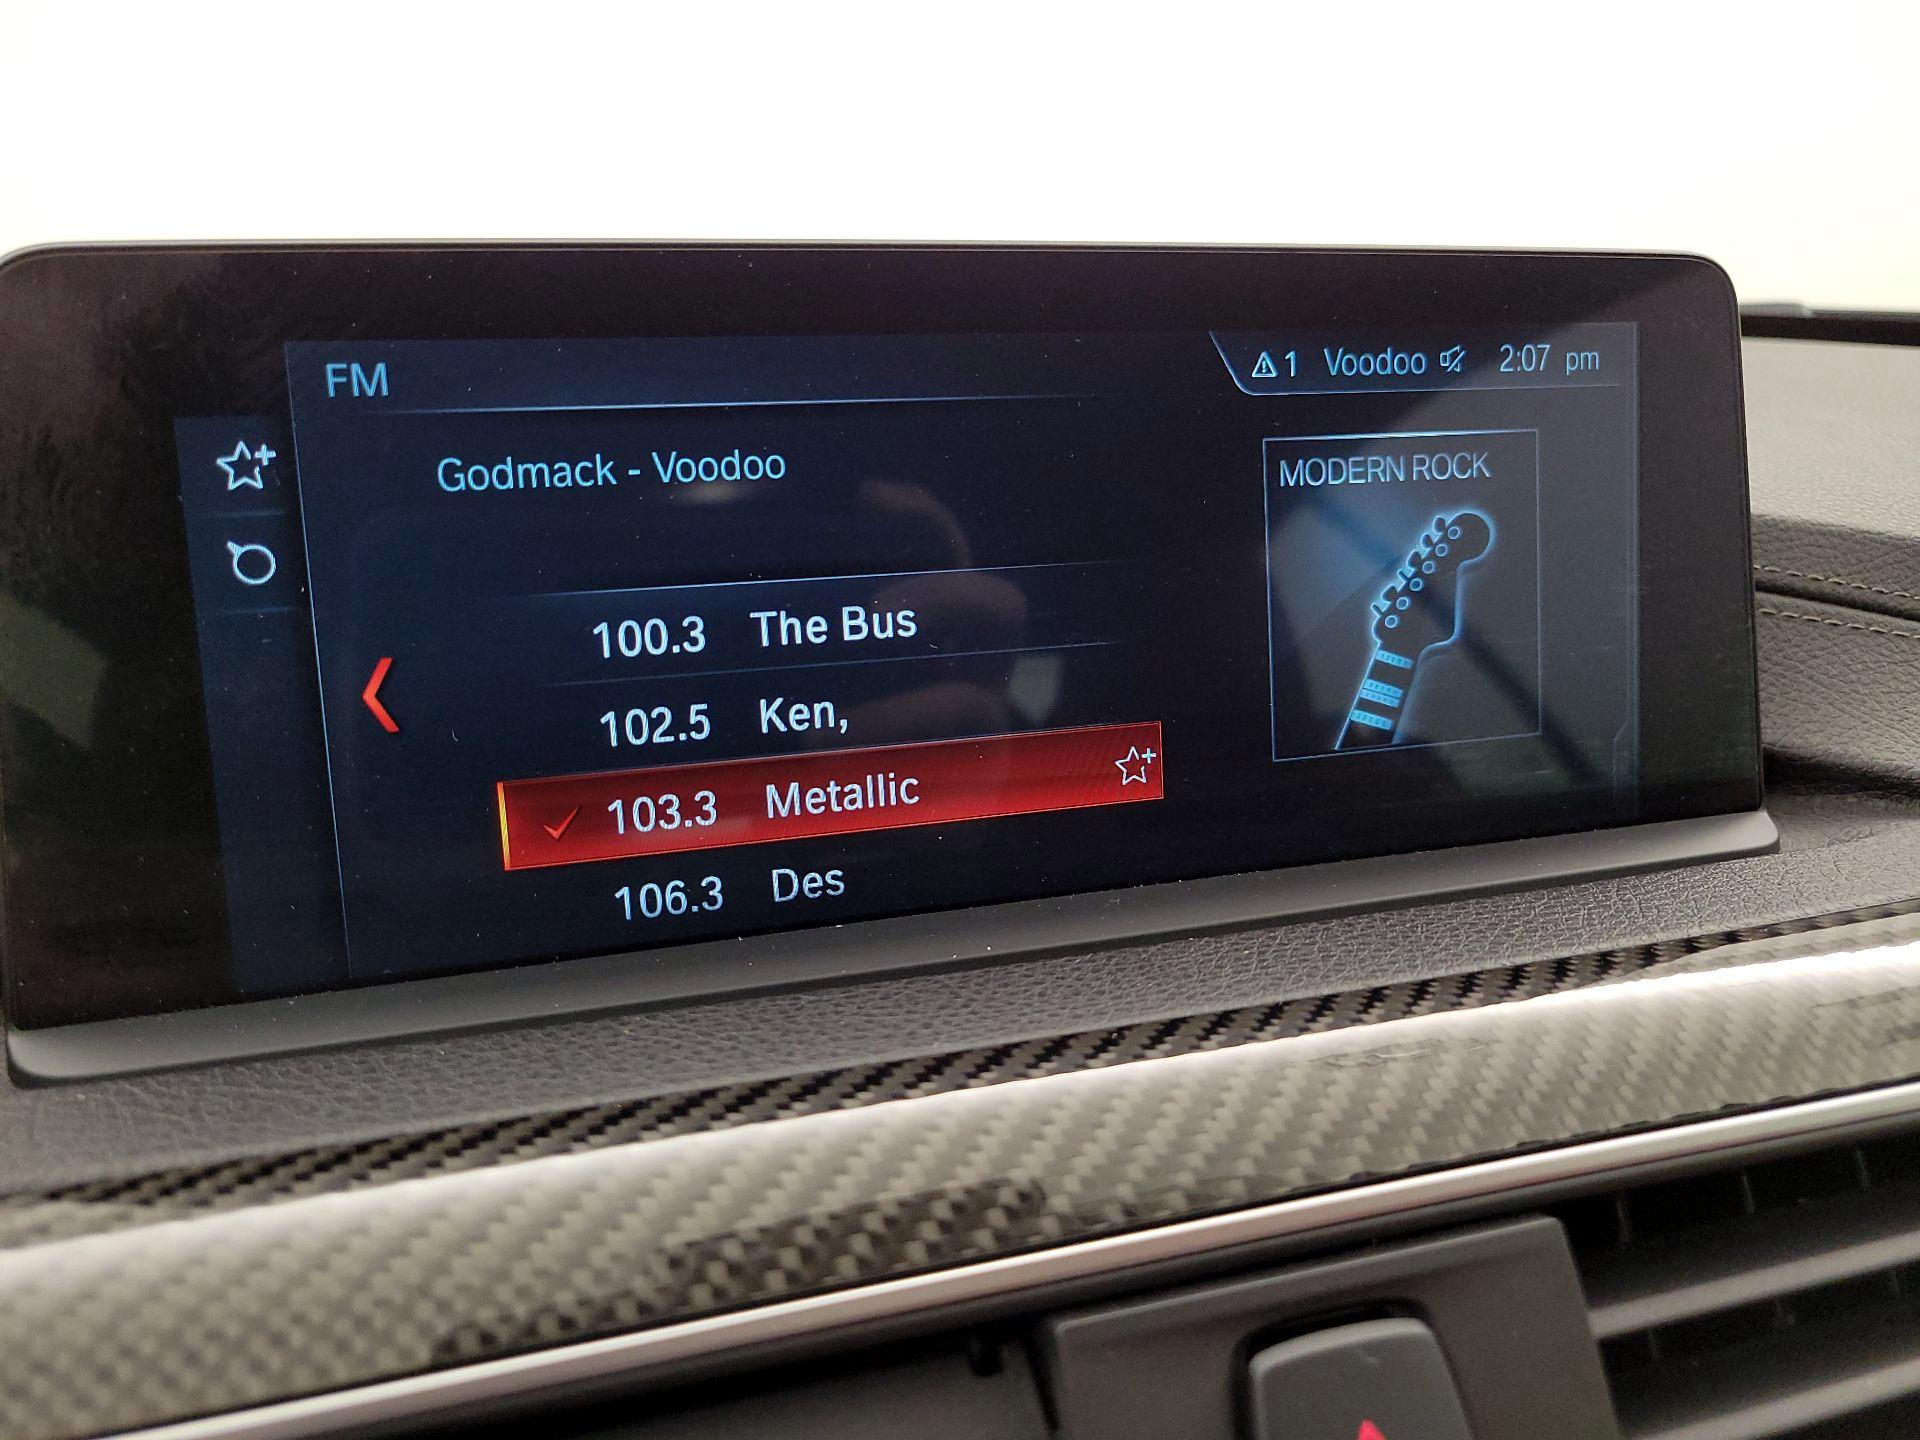 FM
1 Voodoo 2:07 pm
Godmack - Voodoo
MODERN ROCK
100.3 The Bus
102.5 Ken,
103.3 Metallic
106.3 Des